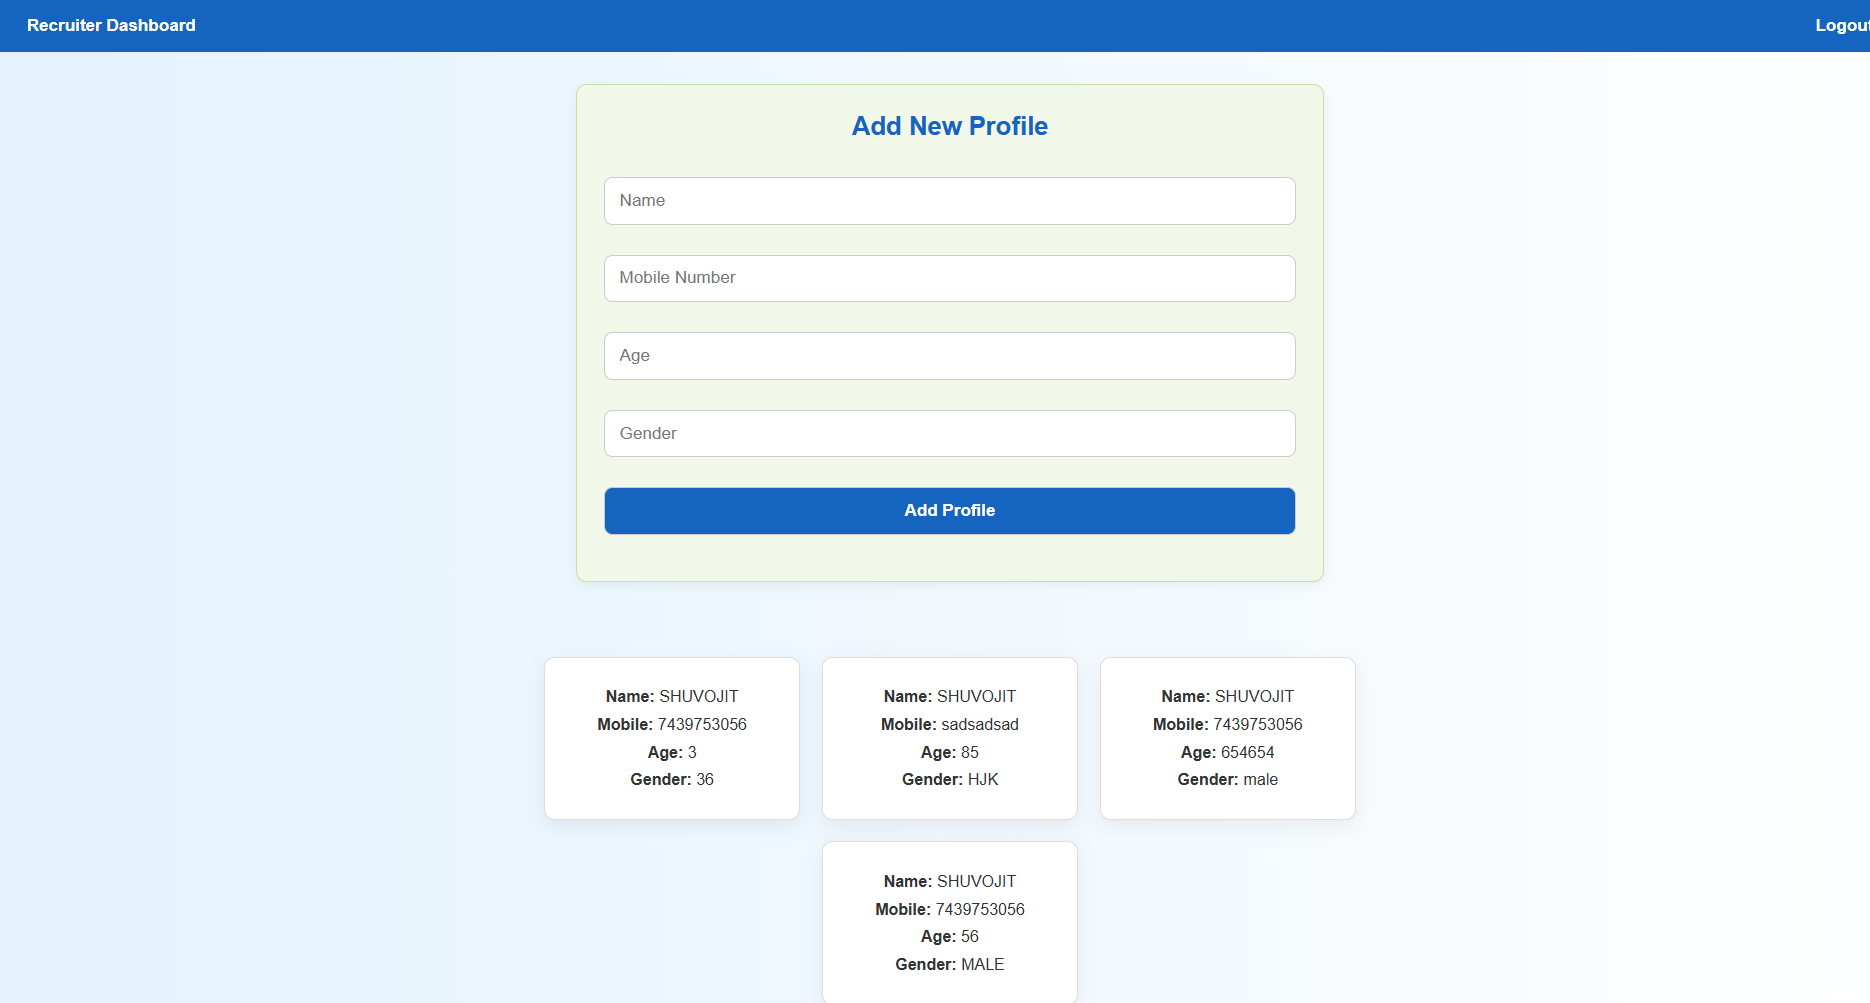 Recruiter Dashboard
Logout
Add New Profile
Name
Mobile Number
Age
Gender
Add Profile
Name: SHUVOJIT
Mobile: 7439753056
Age: 3
Gender: 36
Name: SHUVOJIT
Mobile: sadsadsad
Age: 85
Gender: HJK
Name: SHUVOJIT
Mobile: 7439753056
Age: 654654
Gender: male
Name: SHUVOJIT
Mobile: 7439753056
Age: 56
Gender: MALE